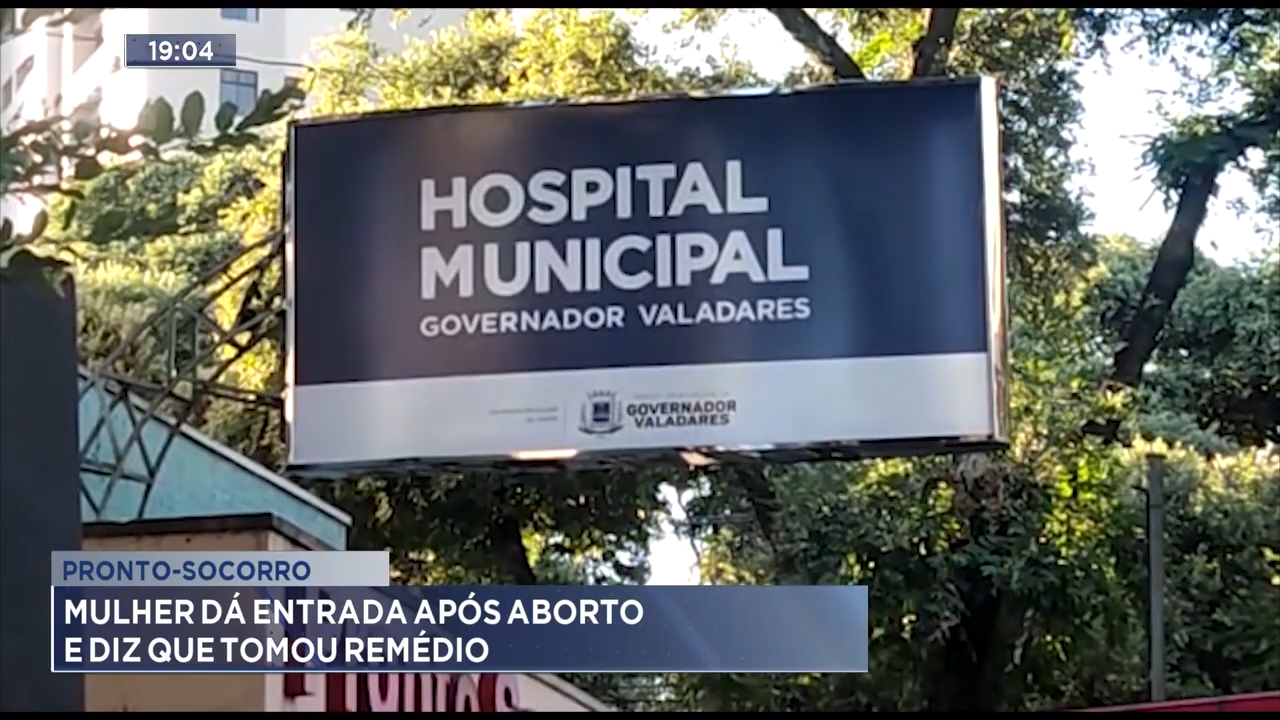 19:04
HOSPITAL
MUNICIPAL
GOVERNADOR VALADARES
GOVERNADOR
VALADARES
PRONTO-SOCORRO
MULHER DÁ ENTRADA APÓS ABORTO
E DIZ QUE TOMOU REMÉDIO